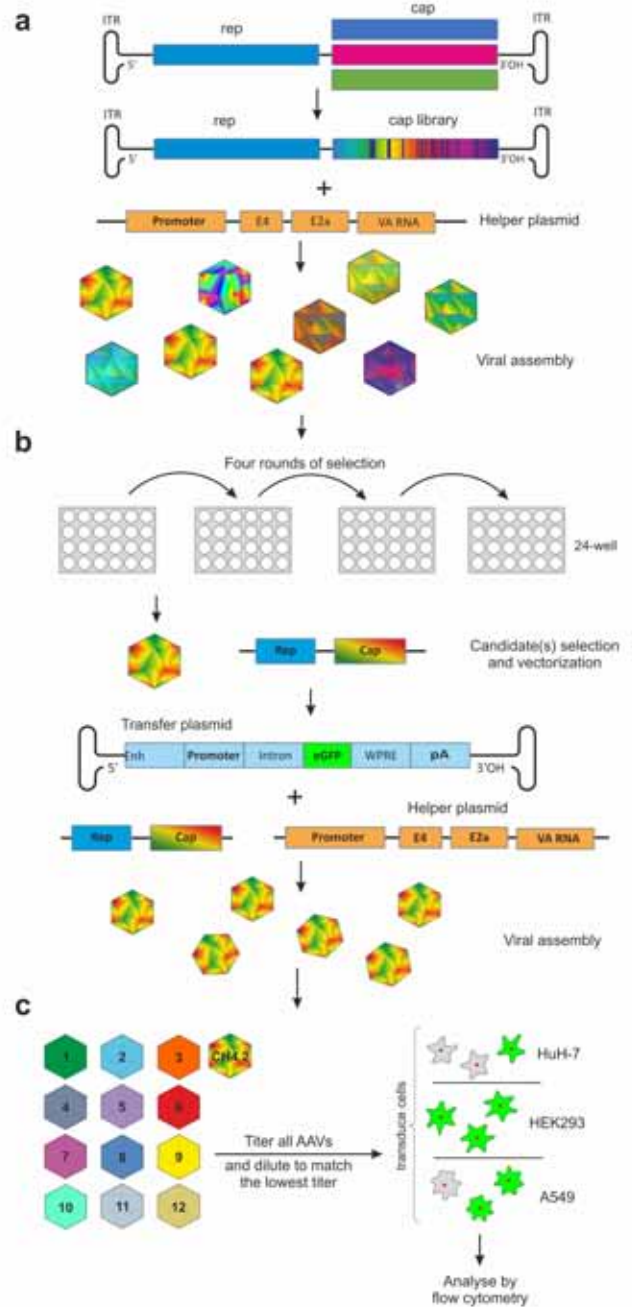 a
ITR
rep
cap
ITR
5'
3'OH
ITR
rep
cap library
ITR
5'
3'OH
+
Promoter
E4
E2a
VA RNA
Helper plasmid
Viral assembly
b
Four rounds of selection
24-well
Rep
Cap
Candidate(s) selection
and vectorization
Transfer plasmid
Enh
Promoter
Intron
eGFP
WPRE
pA
5'
3'OH
+
Helper plasmid
Rep
Cap
Promoter
E4
E2a
VA RNA
Viral assembly
c
1
2
3
CH4.2
4
5
6
7
8
9
10
11
12
Titer all AAVs
and dilute to match
the lowest titer
transduce cells
HuH-7
HEK293
A549
Analyse by
flow cytometry